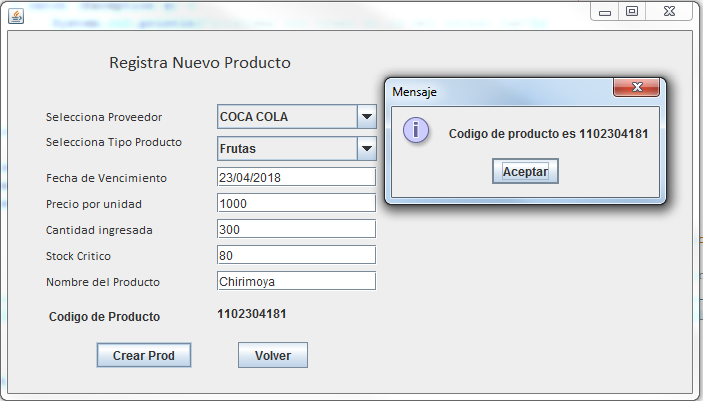 Registra Nuevo Producto
Mensaje
Codigo de producto es 1102304181
Aceptar
Selecciona Proveedor COCA COLA
Selecciona Tipo Producto Frutas
Fecha de Vencimiento 23/04/2018
Precio por unidad 1000
Cantidad ingresada 300
Stock Critico 80
Nombre del Producto Chirimoya
Codigo de Producto 1102304181
Crear Prod Volver